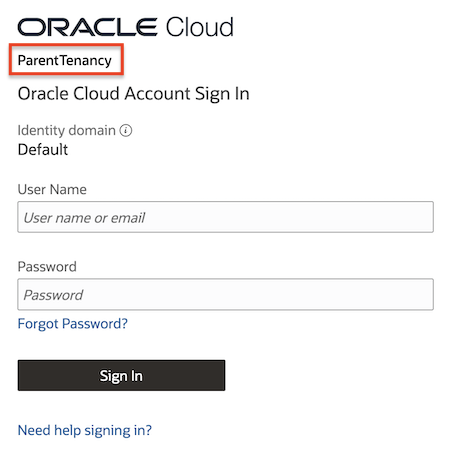 ORACLE Cloud
ParentTenancy
Oracle Cloud Account Sign In
Identity domain
Default
User Name
User name or email
Password
Password
Forgot Password?
Sign In
Need help signing in?